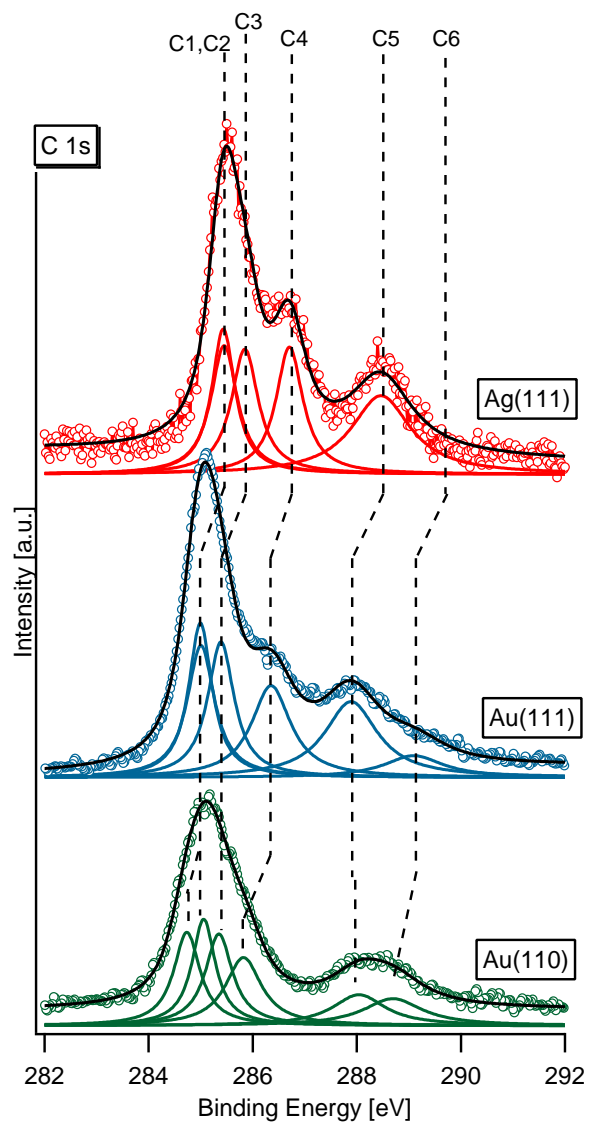 C1,C2
C3
C4
C5
C6
C 1s
Ag(111)
Intensity [a.u.]
Au(111)
Au(110)
282
284
286
288
290
292
Binding Energy [eV]